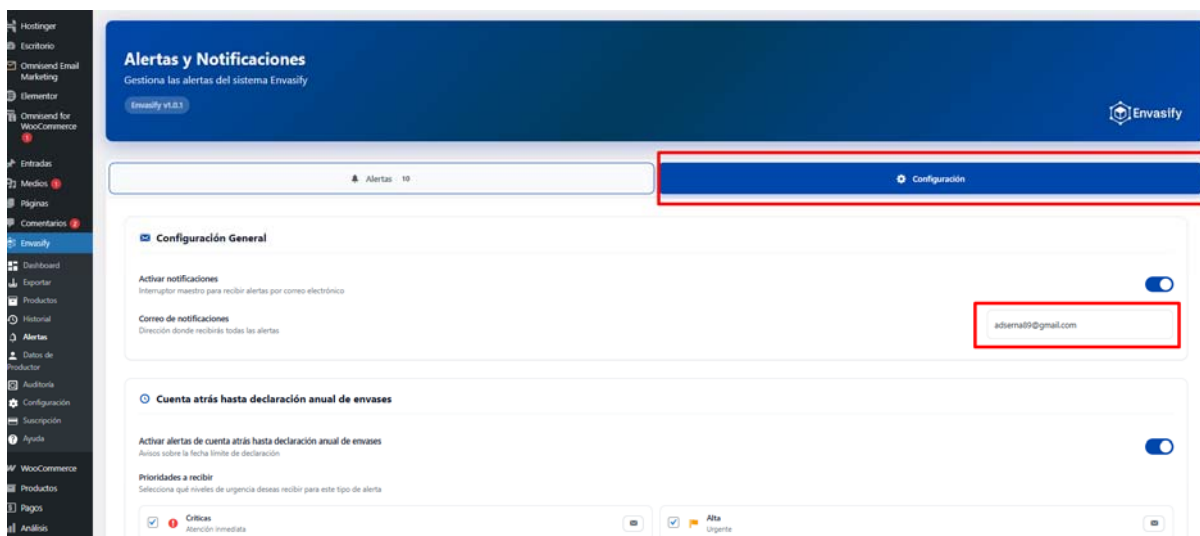 Hostinger
Escritorio
Omnisend Email
Marketing
Elementor
Omnisend for
WooCommerce
1
Entradas
Medios 1
Páginas
Comentarios 2
Envasify
Dashboard
Exportar
Productos
Historial
Alertas
Datos de
Productor
Auditoría
Configuración
Suscripción
Ayuda
WooCommerce
Productos
Pagos
Análisis
Alertas y Notificaciones
Gestiona las alertas del sistema Envasify
Envasify v1.0.1
Envasify
Alertas 10
Configuración
Configuración General
Activar notificaciones
Interruptor maestro para recibir alertas por correo electrónico
Correo de notificaciones
Dirección donde recibirás todas las alertas
adserna89@gmail.com
Cuenta atrás hasta declaración anual de envases
Activar alertas de cuenta atrás hasta declaración anual de envases
Avisos sobre la fecha límite de declaración
Prioridades a recibir
Selecciona qué niveles de urgencia deseas recibir para este tipo de alerta
Críticas
Atención inmediata
Alta
Urgente